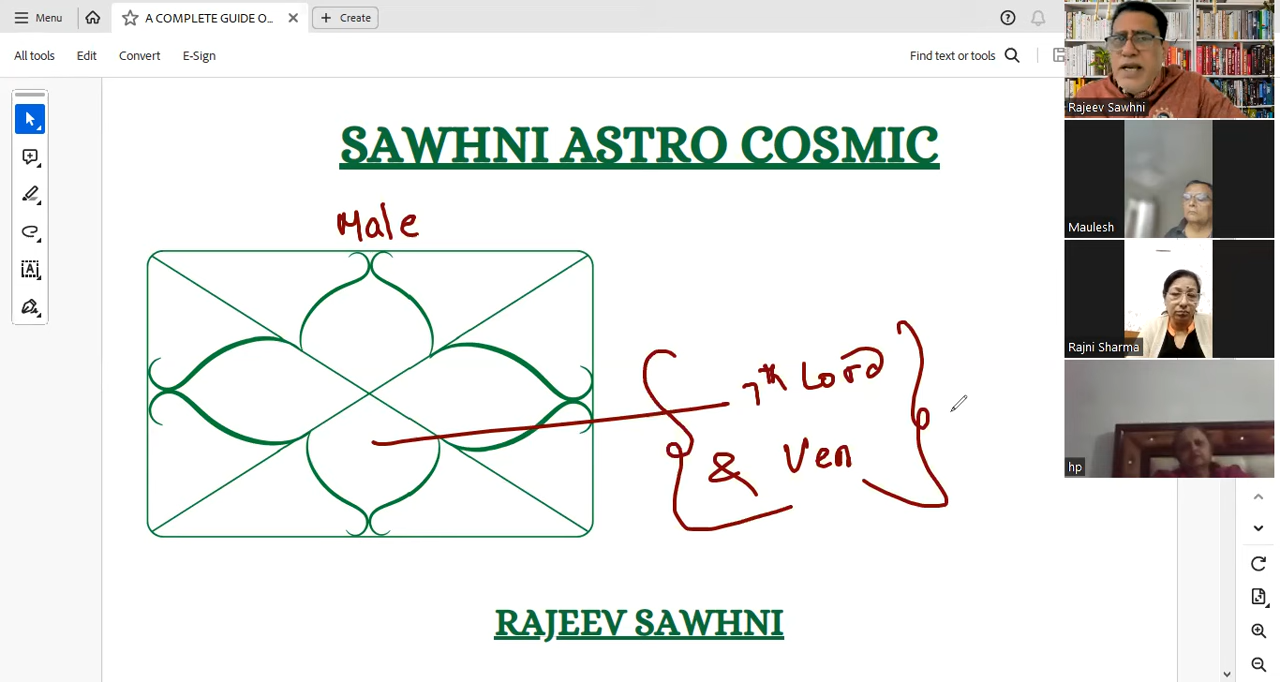 Menu
A COMPLETE GUIDE O...
Create
All tools
Edit
Convert
E-Sign
Find text or tools
SAWHNI ASTRO COSMIC
Male
7th Lord
& Ven
RAJEEV SAWHNI
Rajeev Sawhni
Maulesh
Rajni Sharma
hp